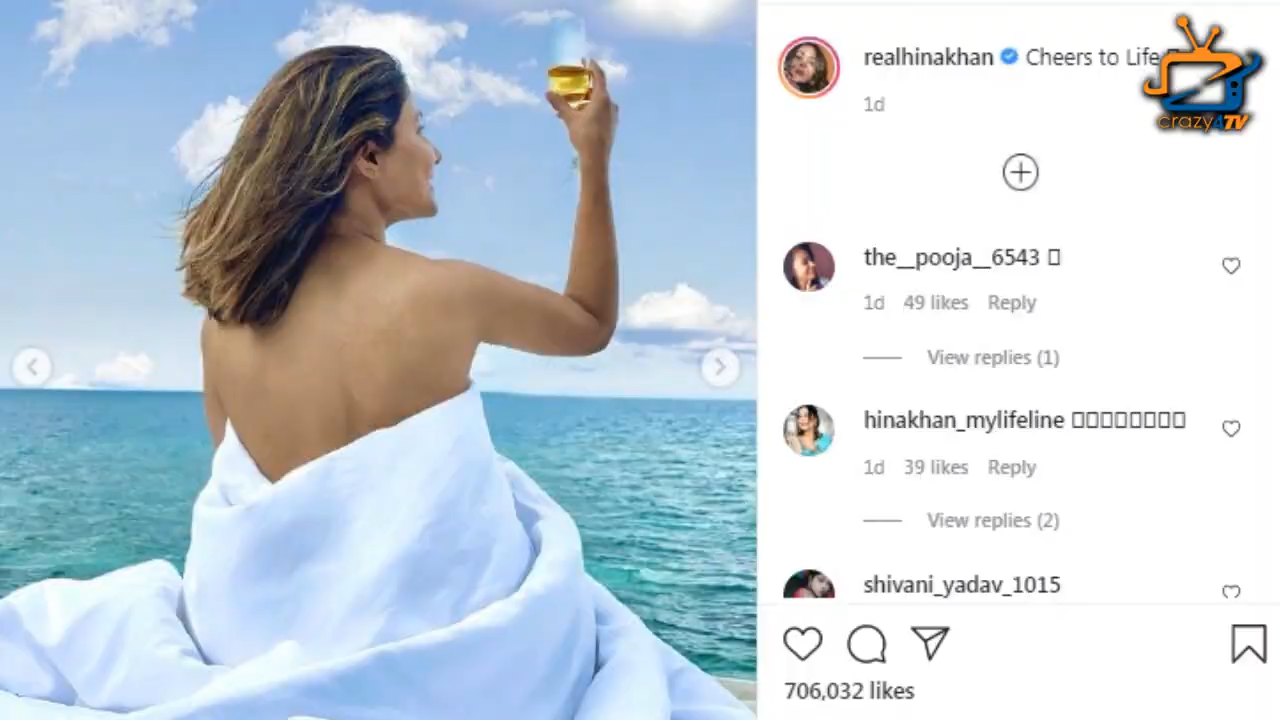 realhinakhan Cheers to Life
1d
crazy4TV
the__pooja__6543
1d 49 likes Reply
View replies (1)
hinakhan_mylifeline
1d 39 likes Reply
View replies (2)
shivani_yadav_1015
706,032 likes